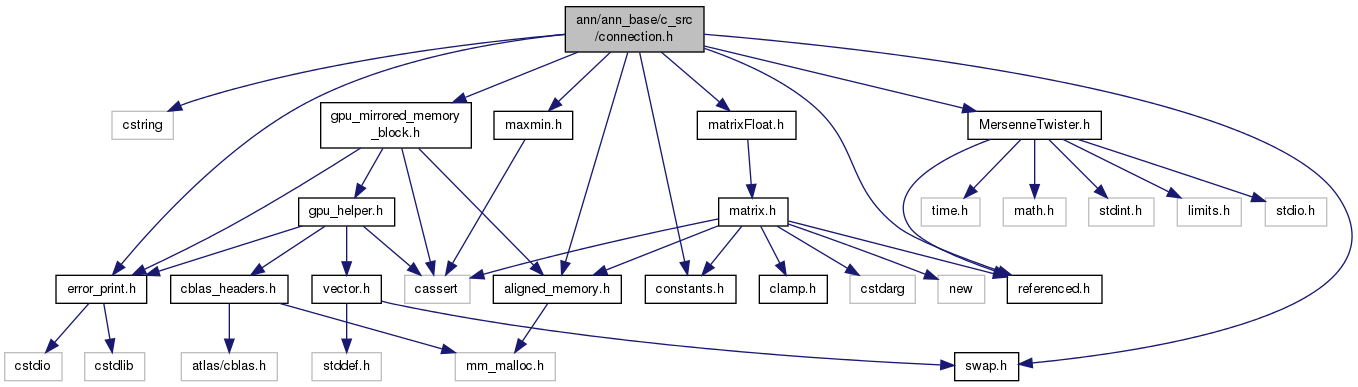 ann/ann_base/c_src
/connection.h
cstring
gpu_mirrored_memory
_block.h
maxmin.h
matrixFloat.h
MersenneTwister.h
gpu_helper.h
matrix.h
time.h
math.h
stdint.h
limits.h
stdio.h
error_print.h
cblas_headers.h
vector.h
cassert
aligned_memory.h
constants.h
clamp.h
cstdarg
new
referenced.h
cstdio
cstdlib
atlas/cblas.h
stddef.h
mm_malloc.h
swap.h